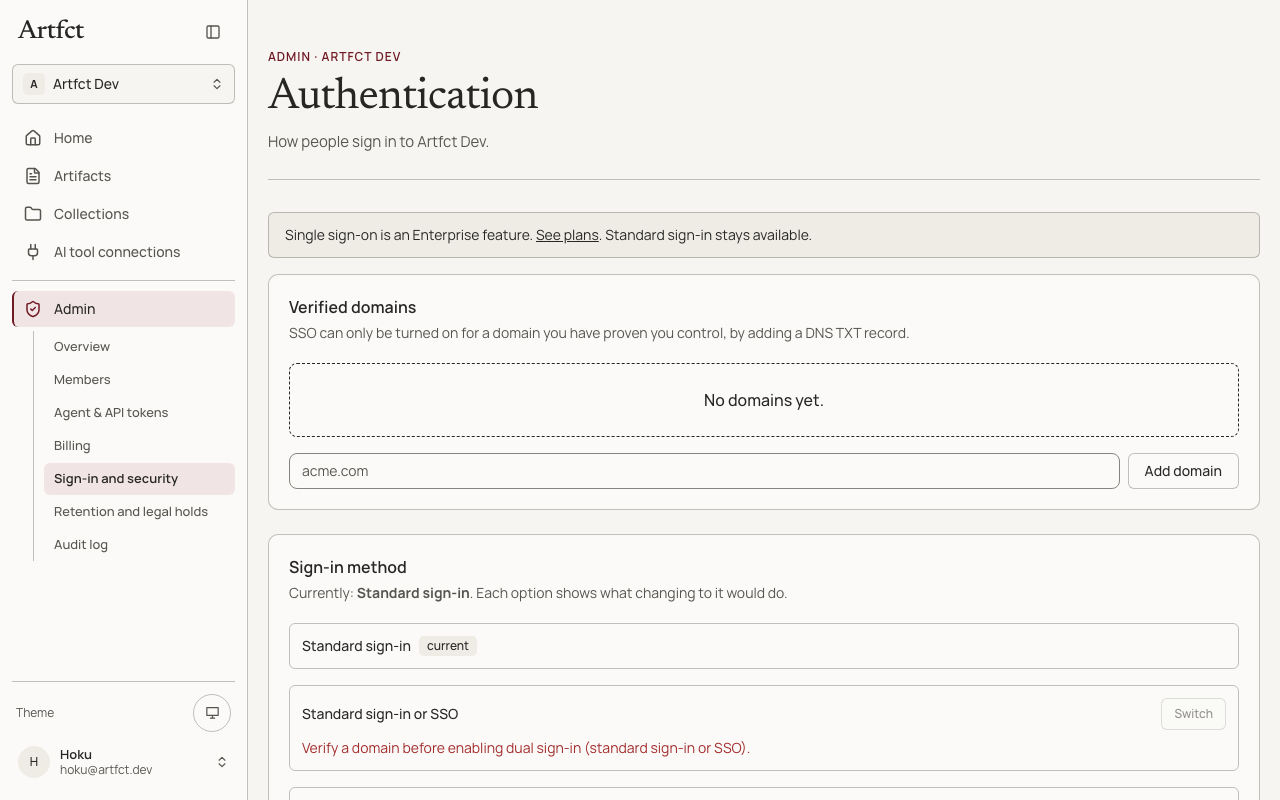 Artfct
A
Artfct Dev
Home
Artifacts
Collections
AI tool connections
Admin
Overview
Members
Agent & API tokens
Billing
Sign-in and security
Retention and legal holds
Audit log
Theme
H
Hoku
hoku@artfct.dev
ADMIN · ARTFCT DEV
Authentication
How people sign in to Artfct Dev.
Single sign-on is an Enterprise feature. See plans. Standard sign-in stays available.
Verified domains
SSO can only be turned on for a domain you have proven you control, by adding a DNS TXT record.
No domains yet.
acme.com
Add domain
Sign-in method
Currently: Standard sign-in. Each option shows what changing to it would do.
Standard sign-in current
Standard sign-in or SSO
Switch
Verify a domain before enabling dual sign-in (standard sign-in or SSO).